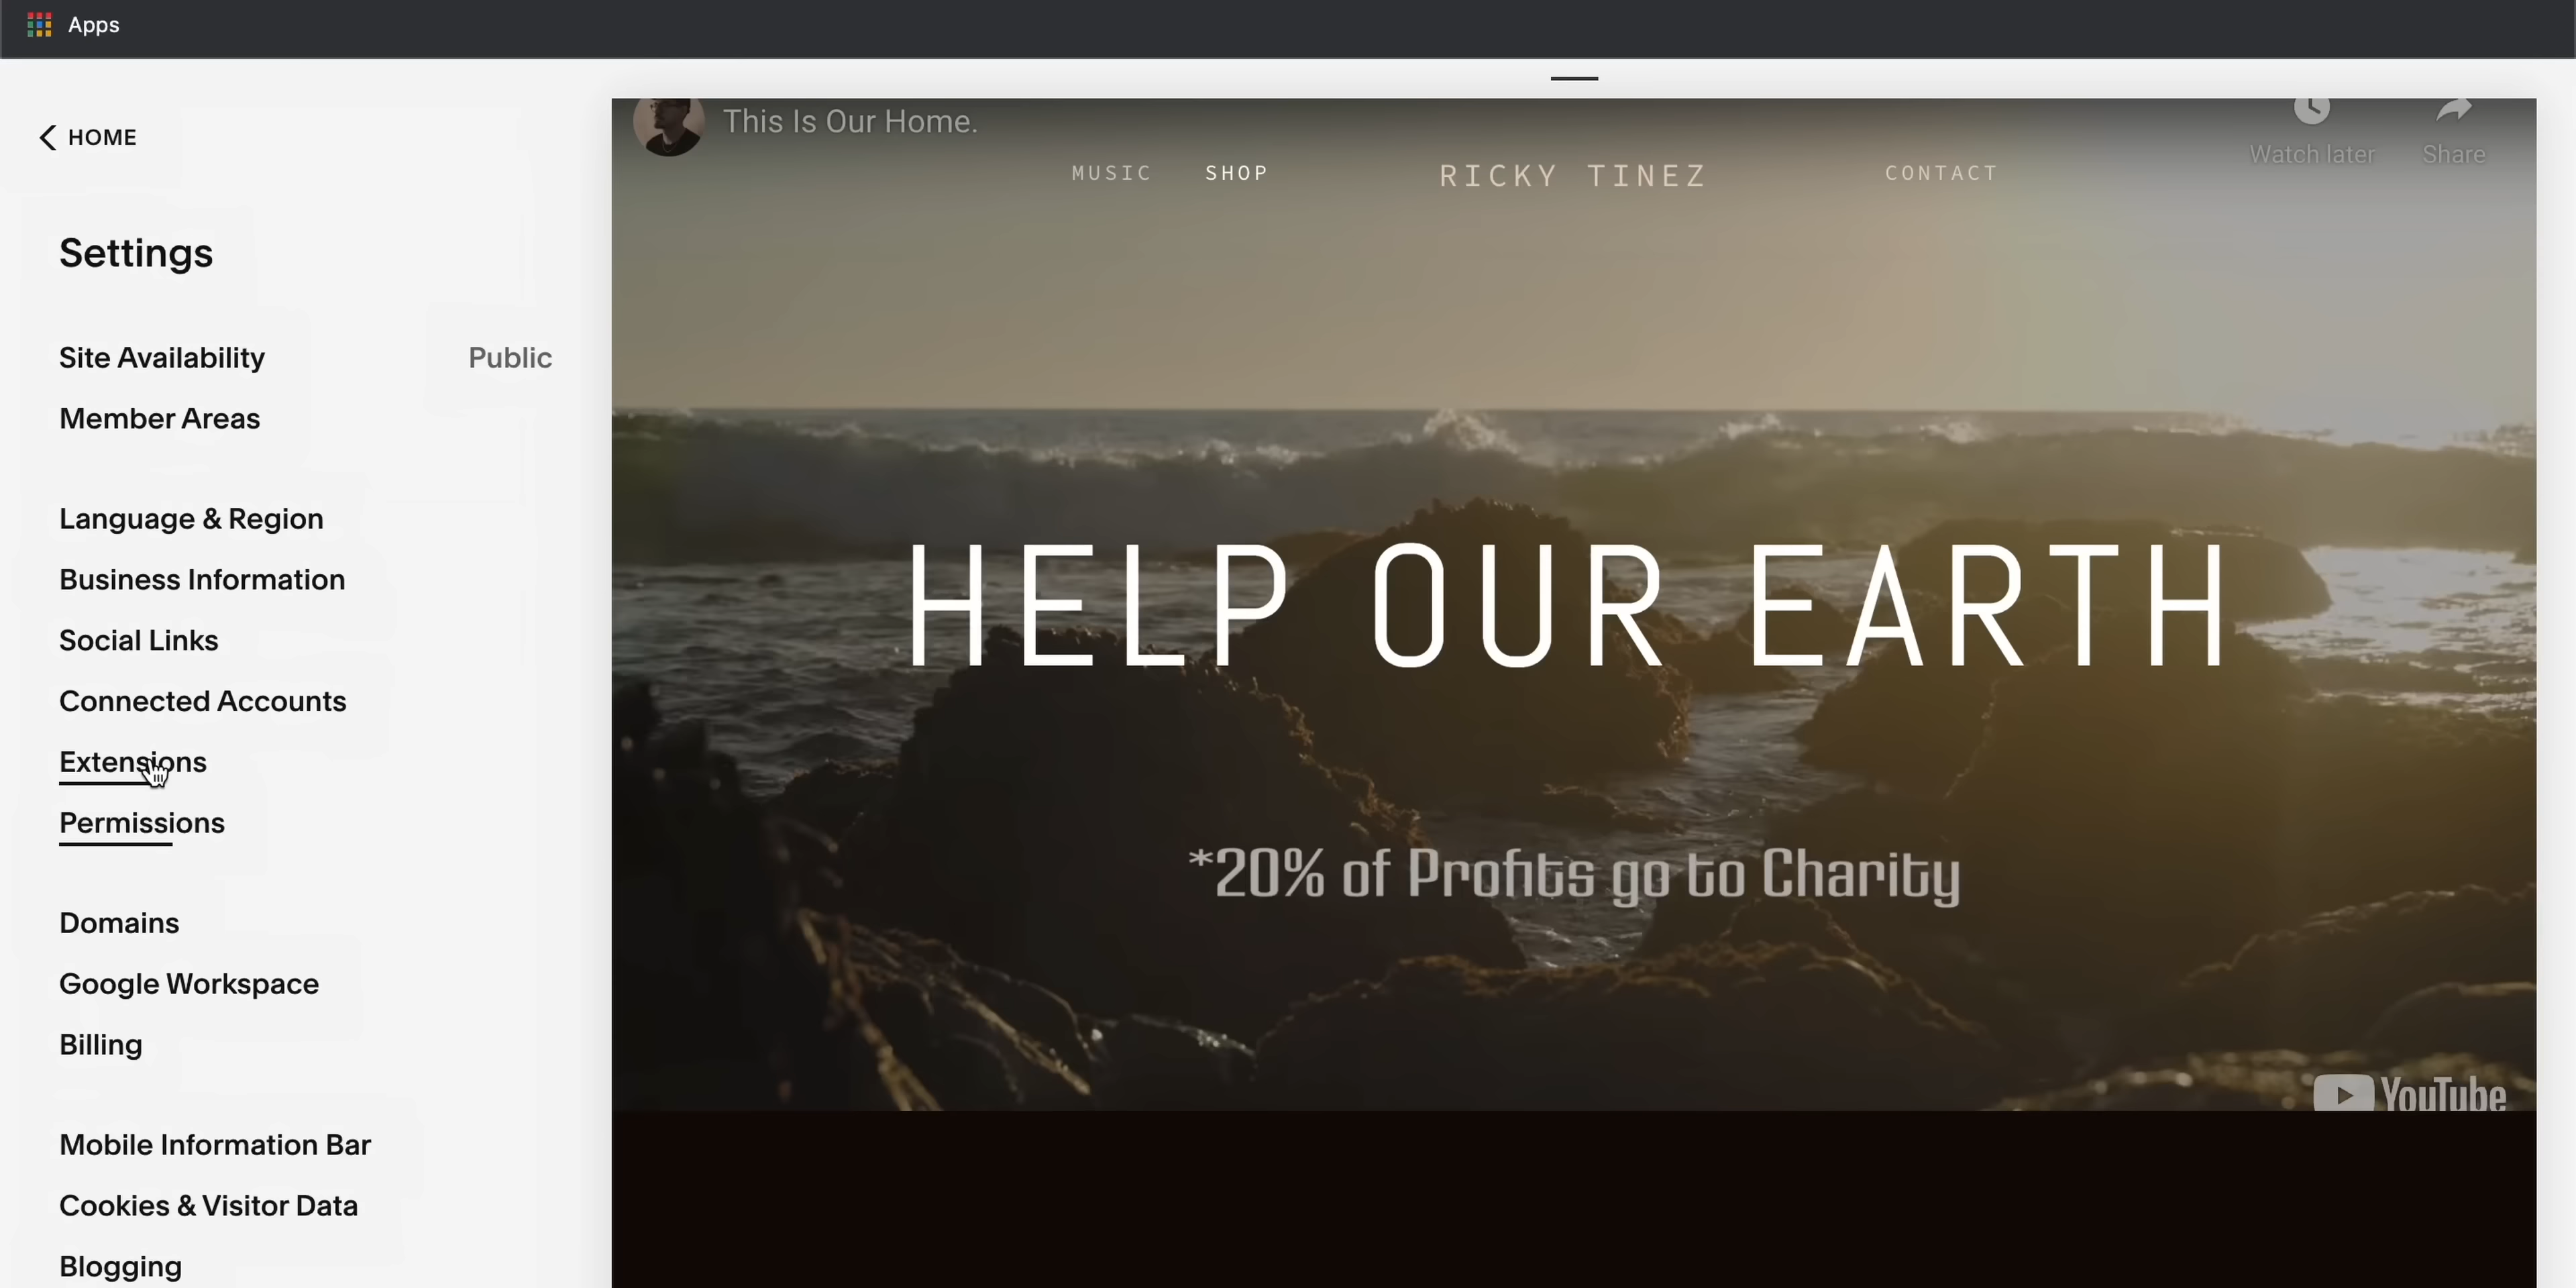 Apps
HOME
Settings
Site Availability Public
Member Areas
Language & Region
Business Information
Social Links
Connected Accounts
Extensions
Permissions
Domains
Google Workspace
Billing
Mobile Information Bar
Cookies & Visitor Data
Blogging
This Is Our Home.
Watch later Share
MUSIC SHOP RICKY TINEZ CONTACT
HELP OUR EARTH
*20% of Profits go to Charity
YouTube